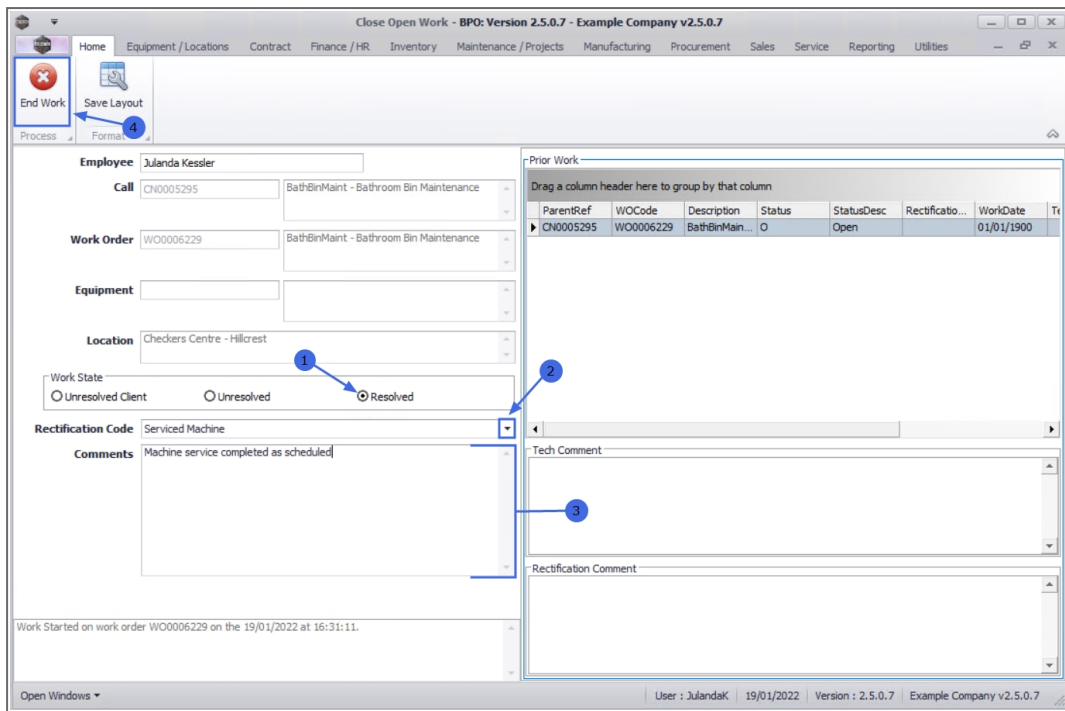 Close Open Work - BPO: Version 2.5.0.7 - Example Company v2.5.0.7
Home Equipment / Locations Contract Finance / HR Inventory Maintenance / Projects Manufacturing Procurement Sales Service Reporting Utilities
End Work Save Layout
4
Process Format
Employee Julanda Kessler
Call CN0005295 BathBinMaint - Bathroom Bin Maintenance
Work Order WO0006229 BathBinMaint - Bathroom Bin Maintenance
Equipment
Location Checkers Centre - Hillcrest
1
Work State
Unresolved Client Unresolved Resolved
2
Rectification Code Serviced Machine
Comments Machine service completed as scheduled
3
Work Started on work order WO0006229 on the 19/01/2022 at 16:31:11.
Prior Work
Drag a column header here to group by that column
ParentRef WOCode Description Status StatusDesc Rectificatio... WorkDate Te
CN0005295 WO0006229 BathBinMain... O Open 01/01/1900
Tech Comment
Rectification Comment
Open Windows User : JulandaK 19/01/2022 Version : 2.5.0.7 Example Company v2.5.0.7